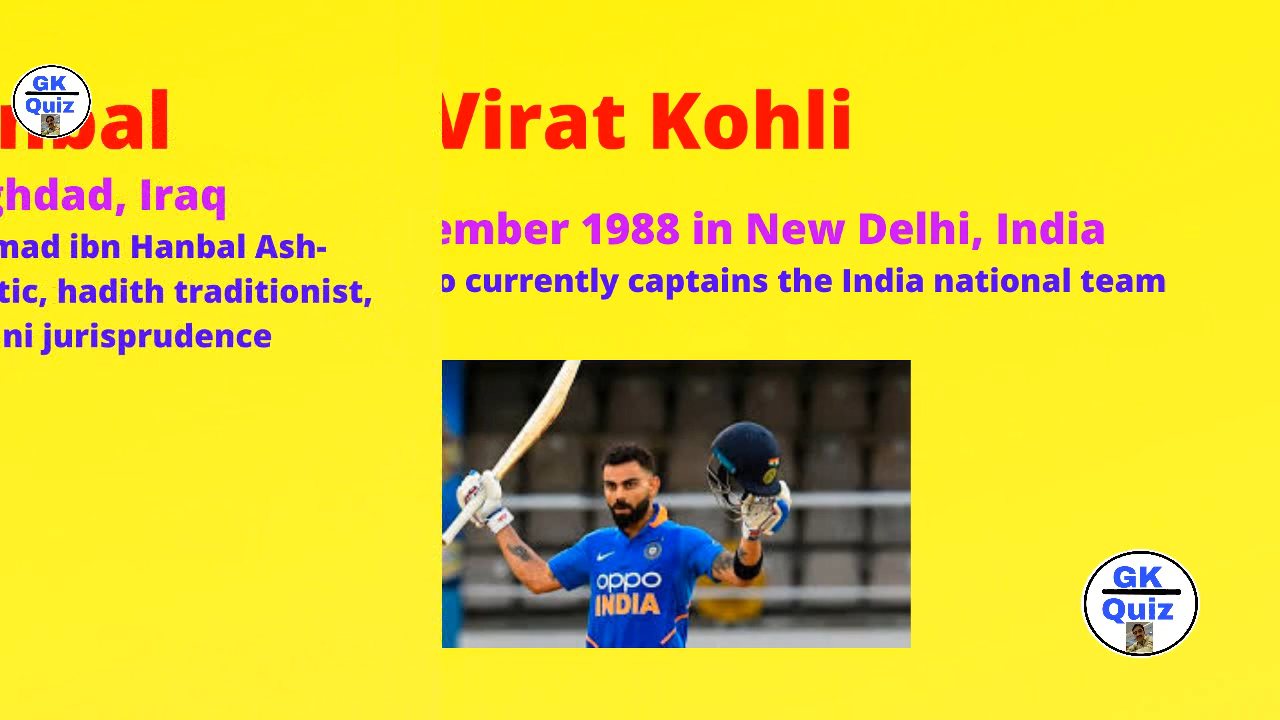 GK
Quiz
nbal
ghdad, Iraq
mad ibn Hanbal Ash-
tic, hadith traditionist,
ni jurisprudence
Virat Kohli
ember 1988 in New Delhi, India
o currently captains the India national team
oppo
INDIA
GK
Quiz